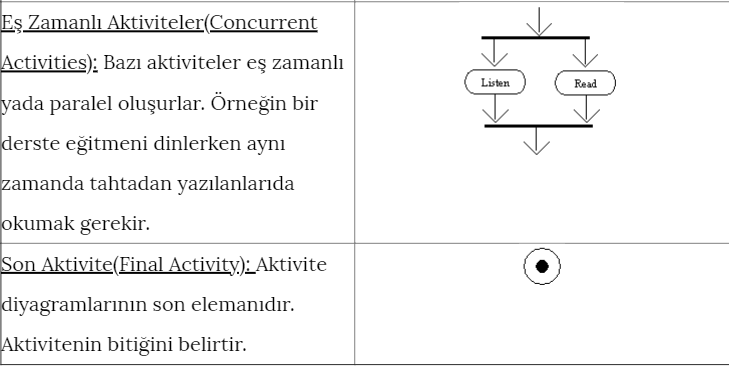 Eş Zamanlı Aktiviteler(Concurrent
Activities): Bazı aktiviteler eş zamanlı
yada paralel oluşurlar. Örneğin bir
derste eğitmeni dinlerken aynı
zamanda tahtadan yazılanlarıda
okumak gerekir.
Listen
Read
Son Aktivite(Final Activity): Aktivite
diyagramlarının son elemanıdır.
Aktivitenin bitiğini belirtir.